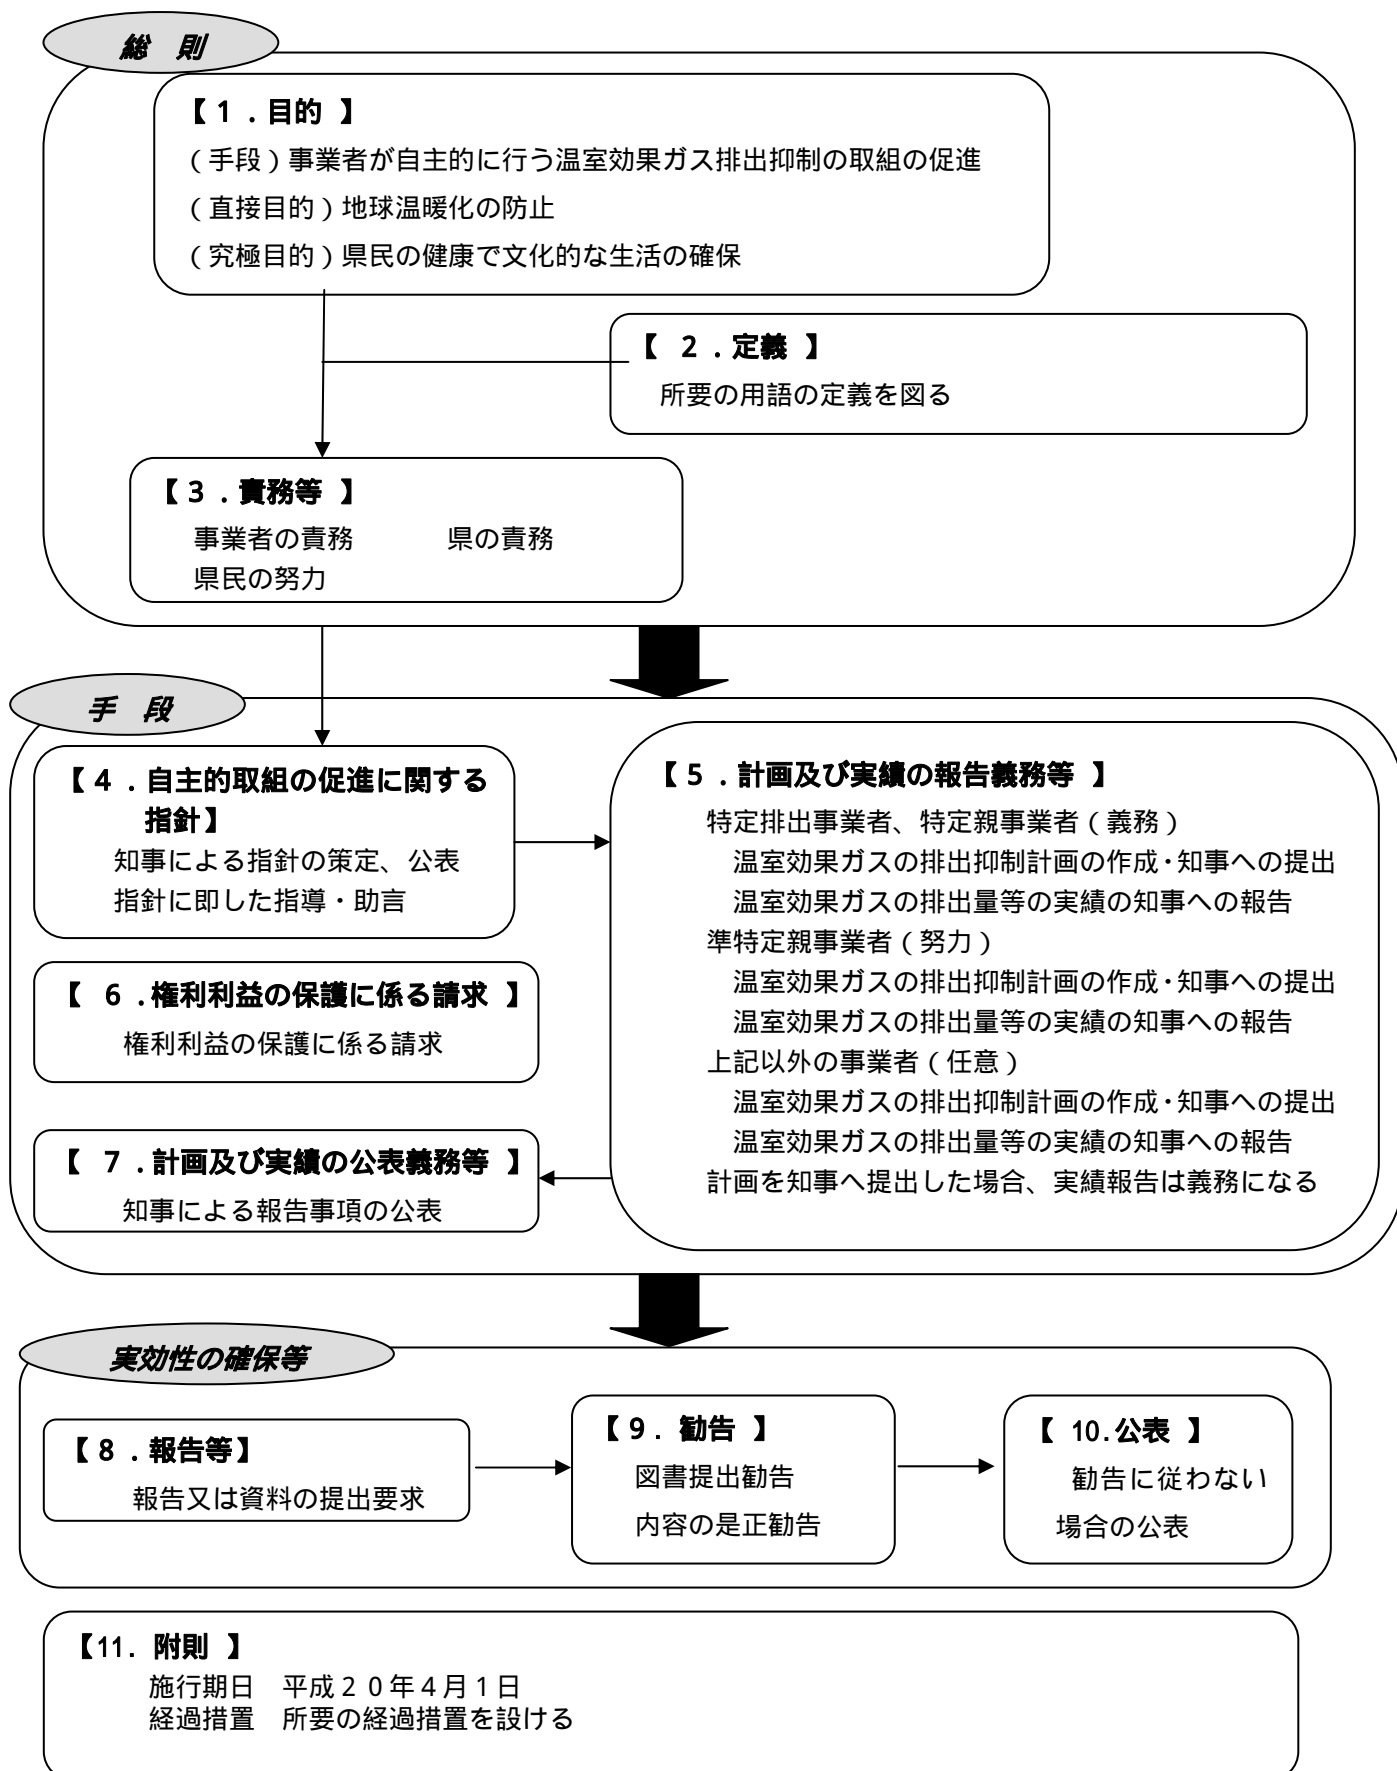 総　則
【１．目的 】
（手段）事業者が自主的に行う温室効果ガス排出抑制の取組の促進
（直接目的）地球温暖化の防止
（究極目的）県民の健康で文化的な生活の確保
【 ２．定義 】
所要の用語の定義を図る
【３．責務等 】
事業者の責務　　　県の責務
県民の努力
手　段
【４．自主的取組の促進に関する
指針】
知事による指針の策定、公表
指針に即した指導・助言
【５．計画及び実績の報告義務等 】
特定排出事業者、特定親事業者（義務）
温室効果ガスの排出抑制計画の作成・知事への提出
温室効果ガスの排出量等の実績の知事への報告
準特定親事業者（努力）
温室効果ガスの排出抑制計画の作成・知事への提出
温室効果ガスの排出量等の実績の知事への報告
上記以外の事業者（任意）
温室効果ガスの排出抑制計画の作成・知事への提出
温室効果ガスの排出量等の実績の知事への報告
計画を知事へ提出した場合、実績報告は義務になる
【 ６．権利利益の保護に係る請求 】
権利利益の保護に係る請求
【 ７．計画及び実績の公表義務等 】
知事による報告事項の公表
実効性の確保等
【８．報告等】
報告又は資料の提出要求
【９．勧告 】
図書提出勧告
内容の是正勧告
【 10.公表 】
勧告に従わない
場合の公表
【11. 附則 】
施行期日　平成２０年４月１日
経過措置　所要の経過措置を設ける